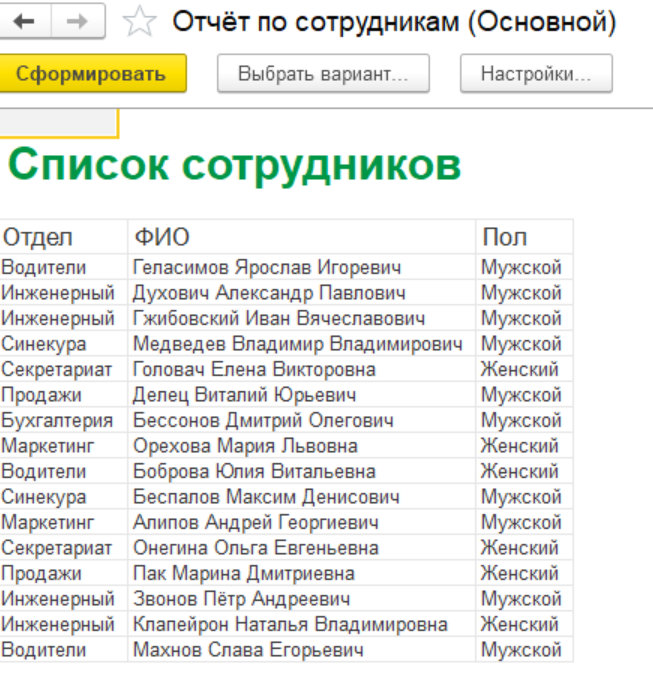 Отчёт по сотрудникам (Основной)
Сформировать Выбрать вариант... Настройки...
Список сотрудников
Отдел ФИО Пол
Водители Геласимов Ярослав Игоревич Мужской
Инженерный Духович Александр Павлович Мужской
Инженерный Гжибовский Иван Вячеславович Мужской
Синекура Медведев Владимир Владимирович Мужской
Секретариат Головач Елена Викторовна Женский
Продажи Делец Виталий Юрьевич Мужской
Бухгалтерия Бессонов Дмитрий Олегович Мужской
Маркетинг Орехова Мария Львовна Женский
Водители Боброва Юлия Витальевна Женский
Синекура Беспалов Максим Денисович Мужской
Маркетинг Алипов Андрей Георгиевич Мужской
Секретариат Онегина Ольга Евгеньевна Женский
Продажи Пак Марина Дмитриевна Женский
Инженерный Звонов Пётр Андреевич Мужской
Инженерный Клапейрон Наталья Владимировна Женский
Водители Махнов Слава Егорьевич Мужской